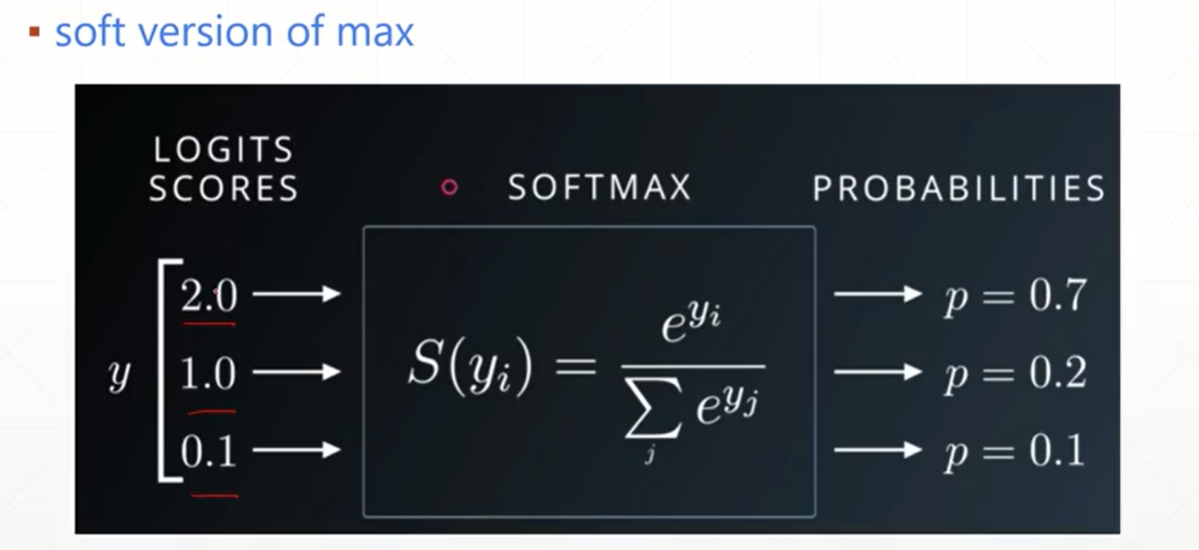 soft version of max
LOGITS
SCORES
SOFTMAX
PROBABILITIES
y
2.0
1.0
0.1
S(y_i) = e^{y_i} / \sum_j e^{y_j}
p = 0.7
p = 0.2
p = 0.1